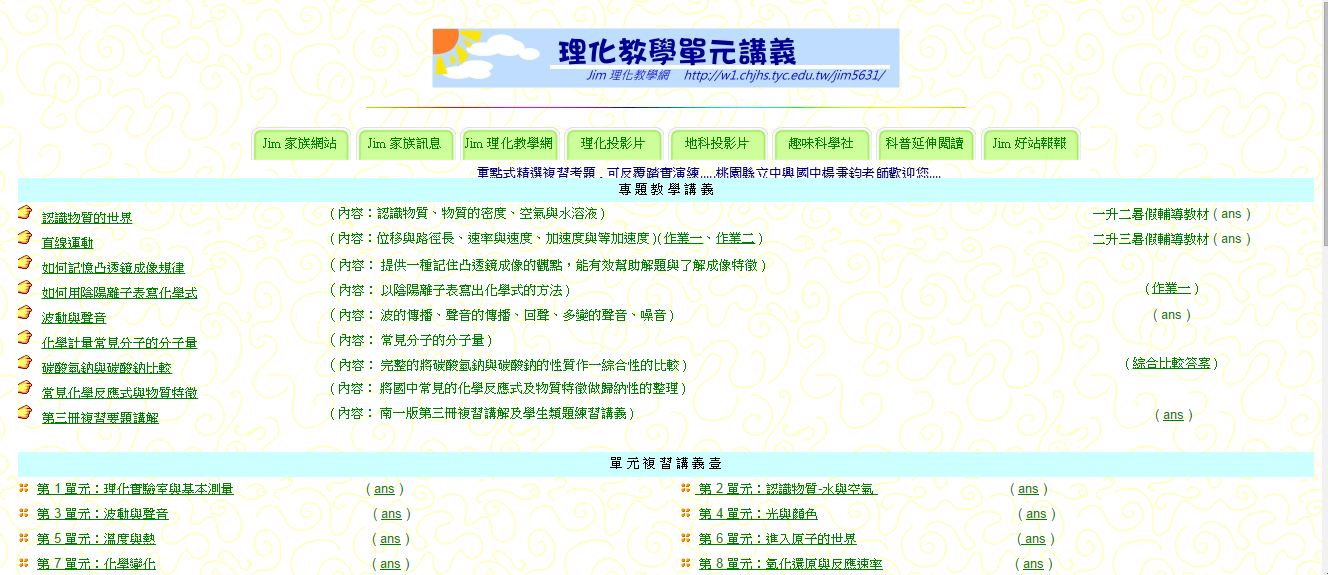 理化教學單元講義
Jim 理化教學網 http://w1.chjhs.tyc.edu.tw/jim5631/
Jim 家族網站 Jim 家族訊息 Jim 理化教學網 理化投影片 地科投影片 趣味科學社 科普延伸閱讀 Jim 好站報報
重點式精選複習考題，可反覆踏實演練.....桃園縣立中興國中楊秉鈞老師歡迎您....
專 題 教 學 講 義
認識物質的世界 ( 內容：認識物質、物質的密度、空氣與水溶液 ) 一升二暑假輔導教材 ( ans )
直線運動 ( 內容：位移與路徑長、速率與速度、加速度與等加速度 ) ( 作業一、作業二 ) 二升三暑假輔導教材 ( ans )
如何記憶凸透鏡成像規律 ( 內容： 提供一種記住凸透鏡成像的觀點，能有效幫助解題與了解成像特徵 )
如何用陰陽離子表寫化學式 ( 內容： 以陰陽離子表寫出化學式的方法 ) ( 作業一 )
波動與聲音 ( 內容： 波的傳播、聲音的傳播、回聲、多變的聲音、噪音 ) ( ans )
化學計量常見分子的分子量 ( 內容： 常見分子的分子量 )
碳酸氫鈉與碳酸鈉比較 ( 內容： 完整的將碳酸氫鈉與碳酸鈉的性質作一綜合性的比較 ) ( 綜合比較答案 )
常見化學反應式與物質特徵 ( 內容： 將國中常見的化學反應式及物質特徵做歸納性的整理 )
第三冊複習要題講解 ( 內容： 南一版第三冊複習講解及學生類題練習講義 ) ( ans )
單 元 複 習 講 義 臺
第 1 單元：理化實驗室與基本測量 ( ans ) 第 2 單元：認識物質-水與空氣 ( ans )
第 3 單元：波動與聲音 ( ans ) 第 4 單元：光與顏色 ( ans )
第 5 單元：溫度與熱 ( ans ) 第 6 單元：進入原子的世界 ( ans )
第 7 單元：化學變化 ( ans ) 第 8 單元：氧化還原與反應速率 ( ans )